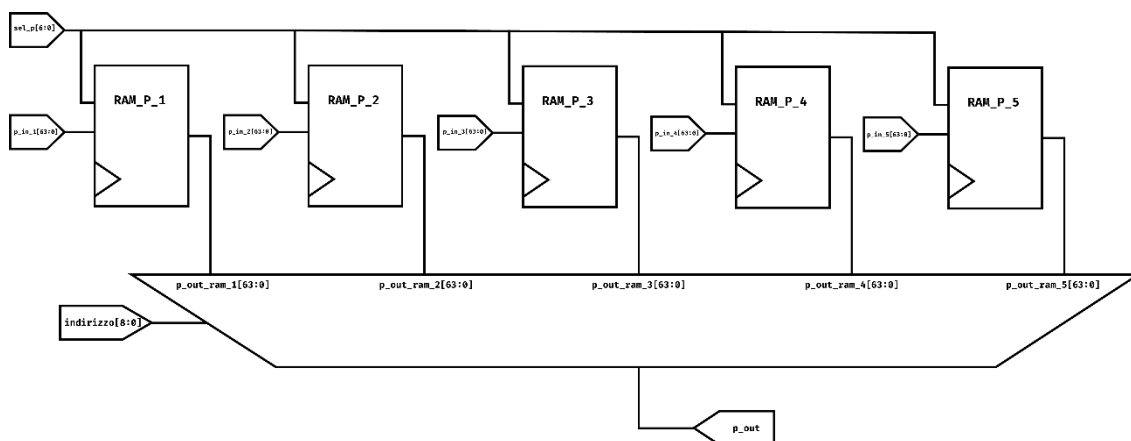 sel_p[6:0]
RAM_P_1
RAM_P_2
RAM_P_3
RAM_P_4
RAM_P_5
p_in_1[63:0]
p_in_2[63:0]
p_in_3[63:0]
p_in_4[63:0]
p_in_5[63:0]
p_out_ram_1[63:0]
p_out_ram_2[63:0]
p_out_ram_3[63:0]
p_out_ram_4[63:0]
p_out_ram_5[63:0]
indirizzo[8:0]
p_out